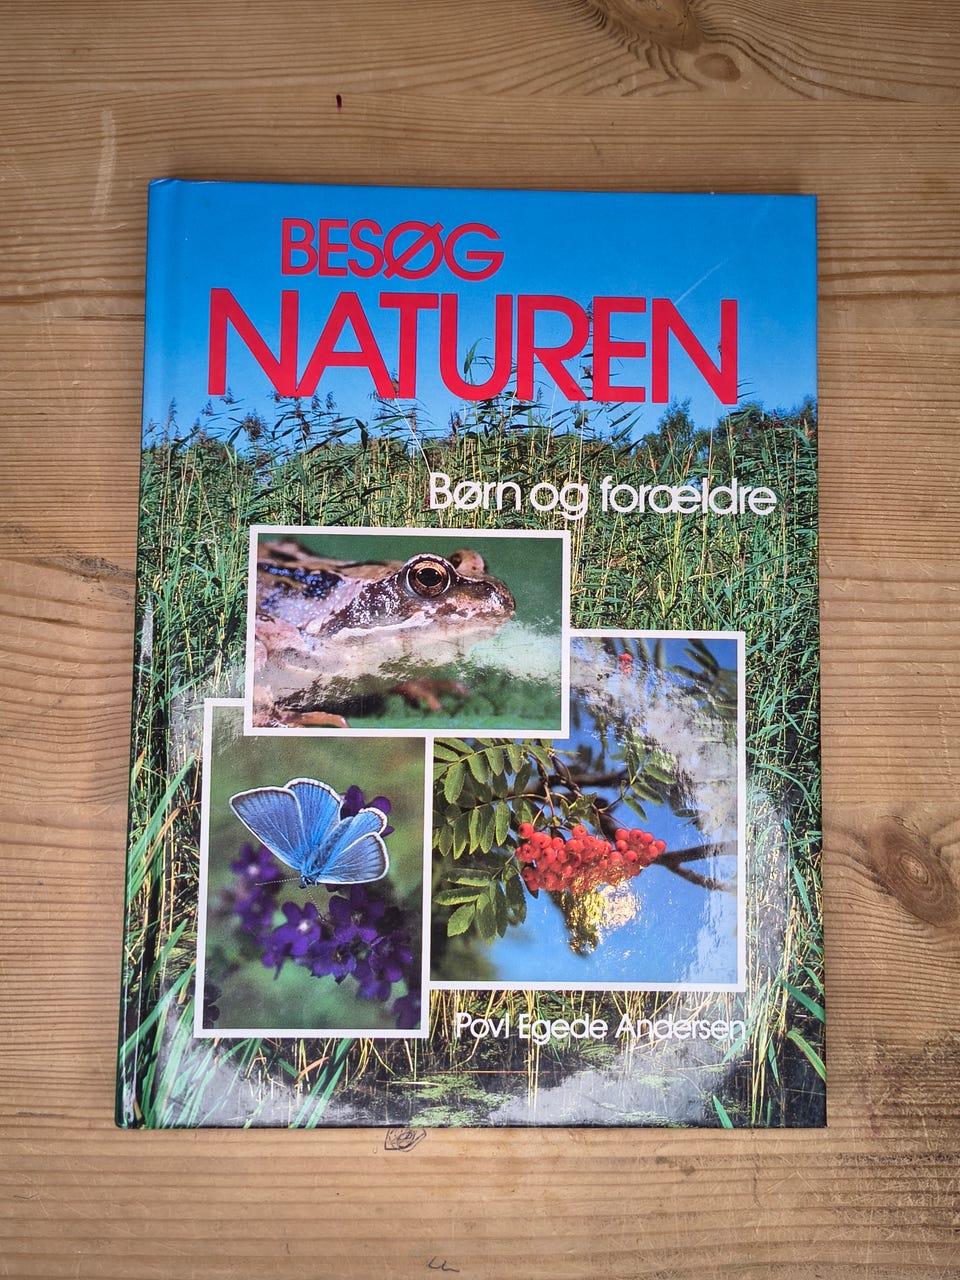 BESØG
NATUREN
Børn og forældre
Povl Egede Andersen